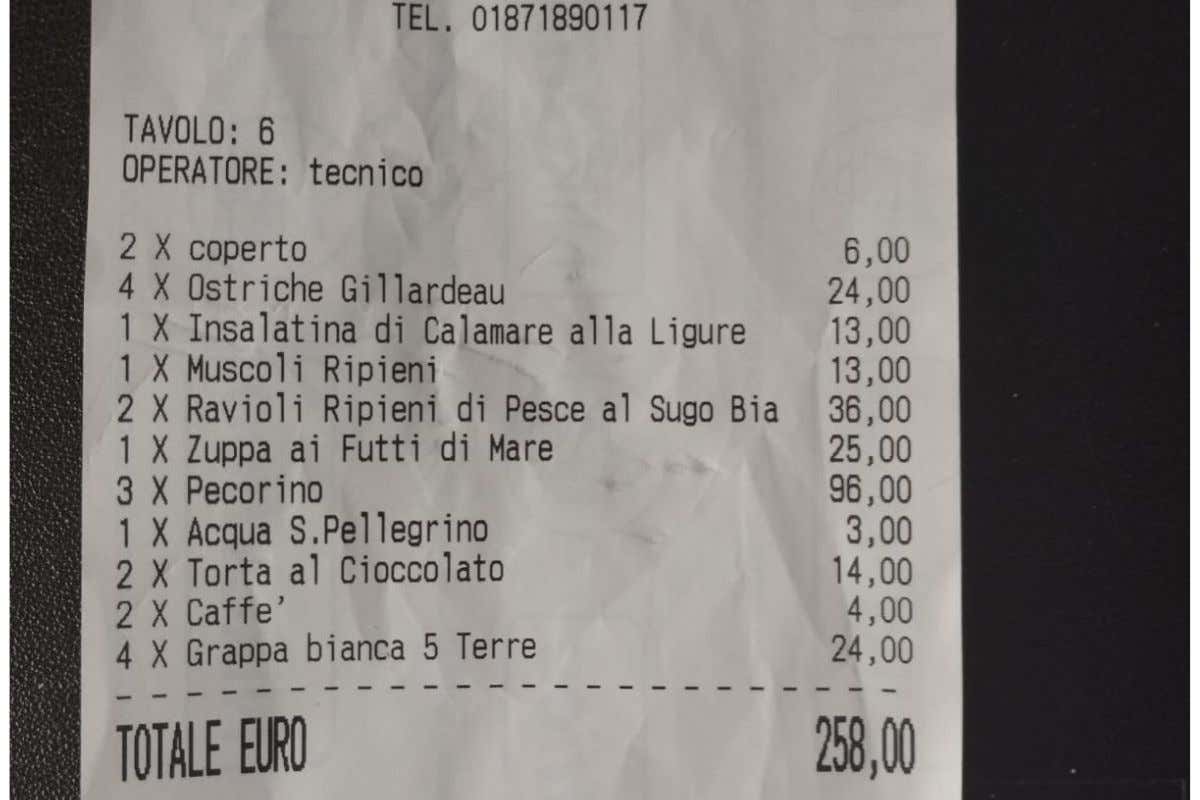 TEL. 01871890117
TAVOLO: 6
OPERATORE: tecnico
2 X coperto 6,00
4 X Ostriche Gillardeau 24,00
1 X Insalatina di Calamare alla Ligure 13,00
1 X Muscoli Ripieni 13,00
2 X Ravioli Ripieni di Pesce al Sugo Bia 36,00
1 X Zuppa ai Futti di Mare 25,00
3 X Pecorino 96,00
1 X Acqua S.Pellegrino 3,00
2 X Torta al Cioccolato 14,00
2 X Caffe' 4,00
4 X Grappa bianca 5 Terre 24,00
TOTALE EURO 258,00